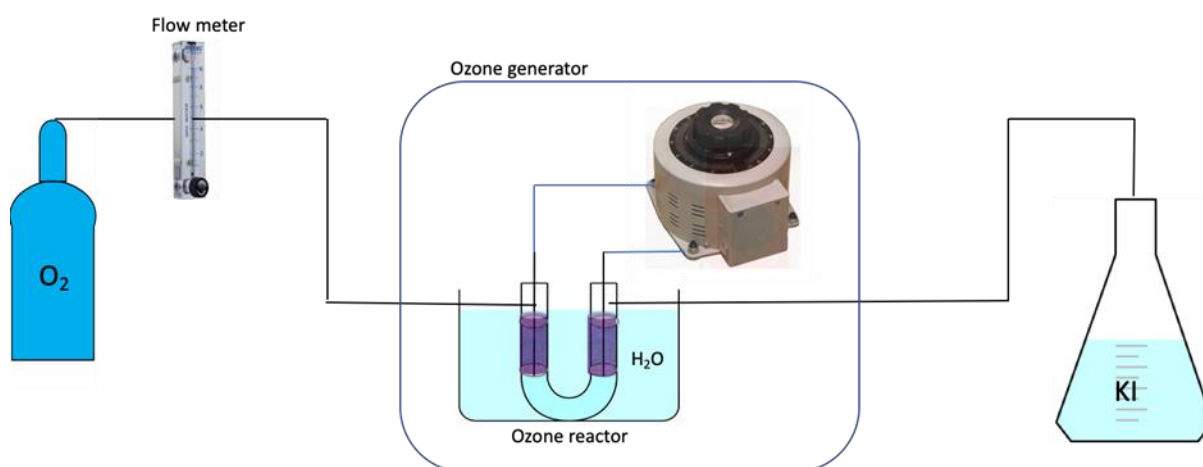 Flow meter
Ozone generator
O₂
H₂O
KI
Ozone reactor